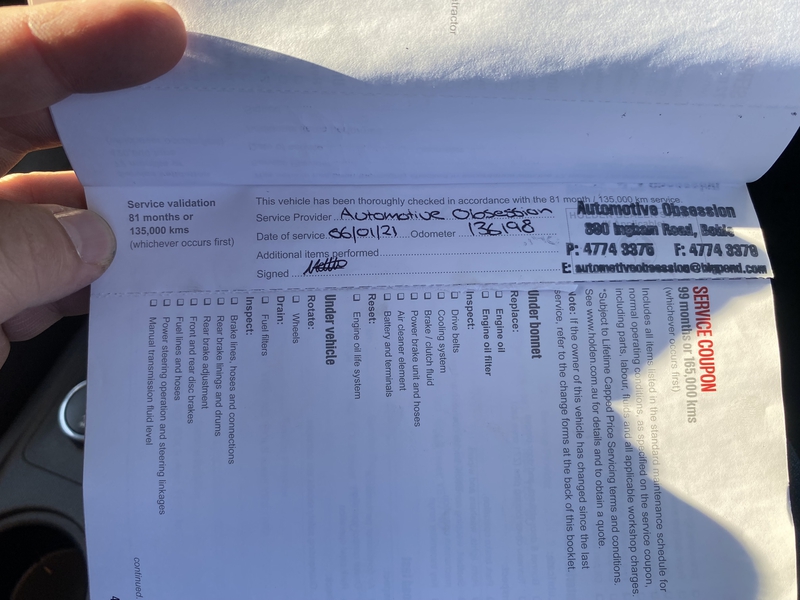 tractor
Service validation
81 months or
135,000 kms
(whichever occurs first)
This vehicle has been thoroughly checked in accordance with the 81 month / 135,000 km service.
Service Provider Automotive Obsession
Date of service 06/01/21 Odometer 136198
Additional items performed
Signed
Automotive Obsession
Ingham Road,
P: 4774 3375 F: 4774 3379
E: automotiveobsession@bigpond.com
SERVICE COUPON
99 months or 165,000 kms
(whichever occurs first)
Includes all items listed in the standard maintenance schedule for
normal operating conditions, as specified on the service coupon,
including parts, labour, fluids and all applicable workshop charges.
*Subject to Lifetime Capped Price Servicing terms and conditions.
See www.holden.com.au for details and to obtain a quote.
Note: If the owner of this vehicle has changed since the last
service, refer to the change forms at the back of this booklet.
Under bonnet
Replace:
Engine oil
Engine oil filter
Inspect:
Drive belts
Cooling system
Brake / clutch fluid
Power brake unit and hoses
Air cleaner element
Battery and terminals
Reset:
Engine oil life system
Under vehicle
Rotate:
Wheels
Drain:
Fuel filters
Inspect:
Brake lines, hoses and connections
Rear brake linings and drums
Rear brake adjustment
Front and rear disc brakes
Fuel lines and hoses
Power steering operation and steering linkages
Manual transmission fluid level
continued.
4